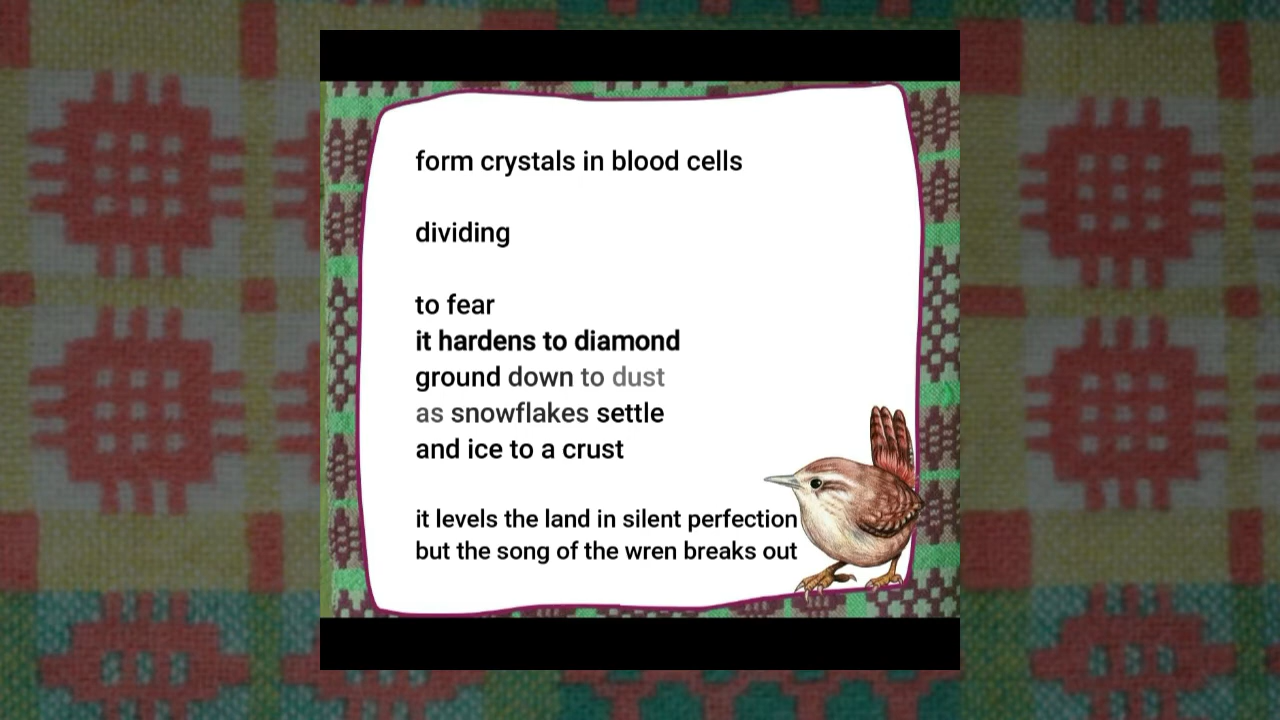 form crystals in blood cells
dividing
to fear
it hardens to diamond
ground down to dust
as snowflakes settle
and ice to a crust
it levels the land in silent perfection
but the song of the wren breaks out